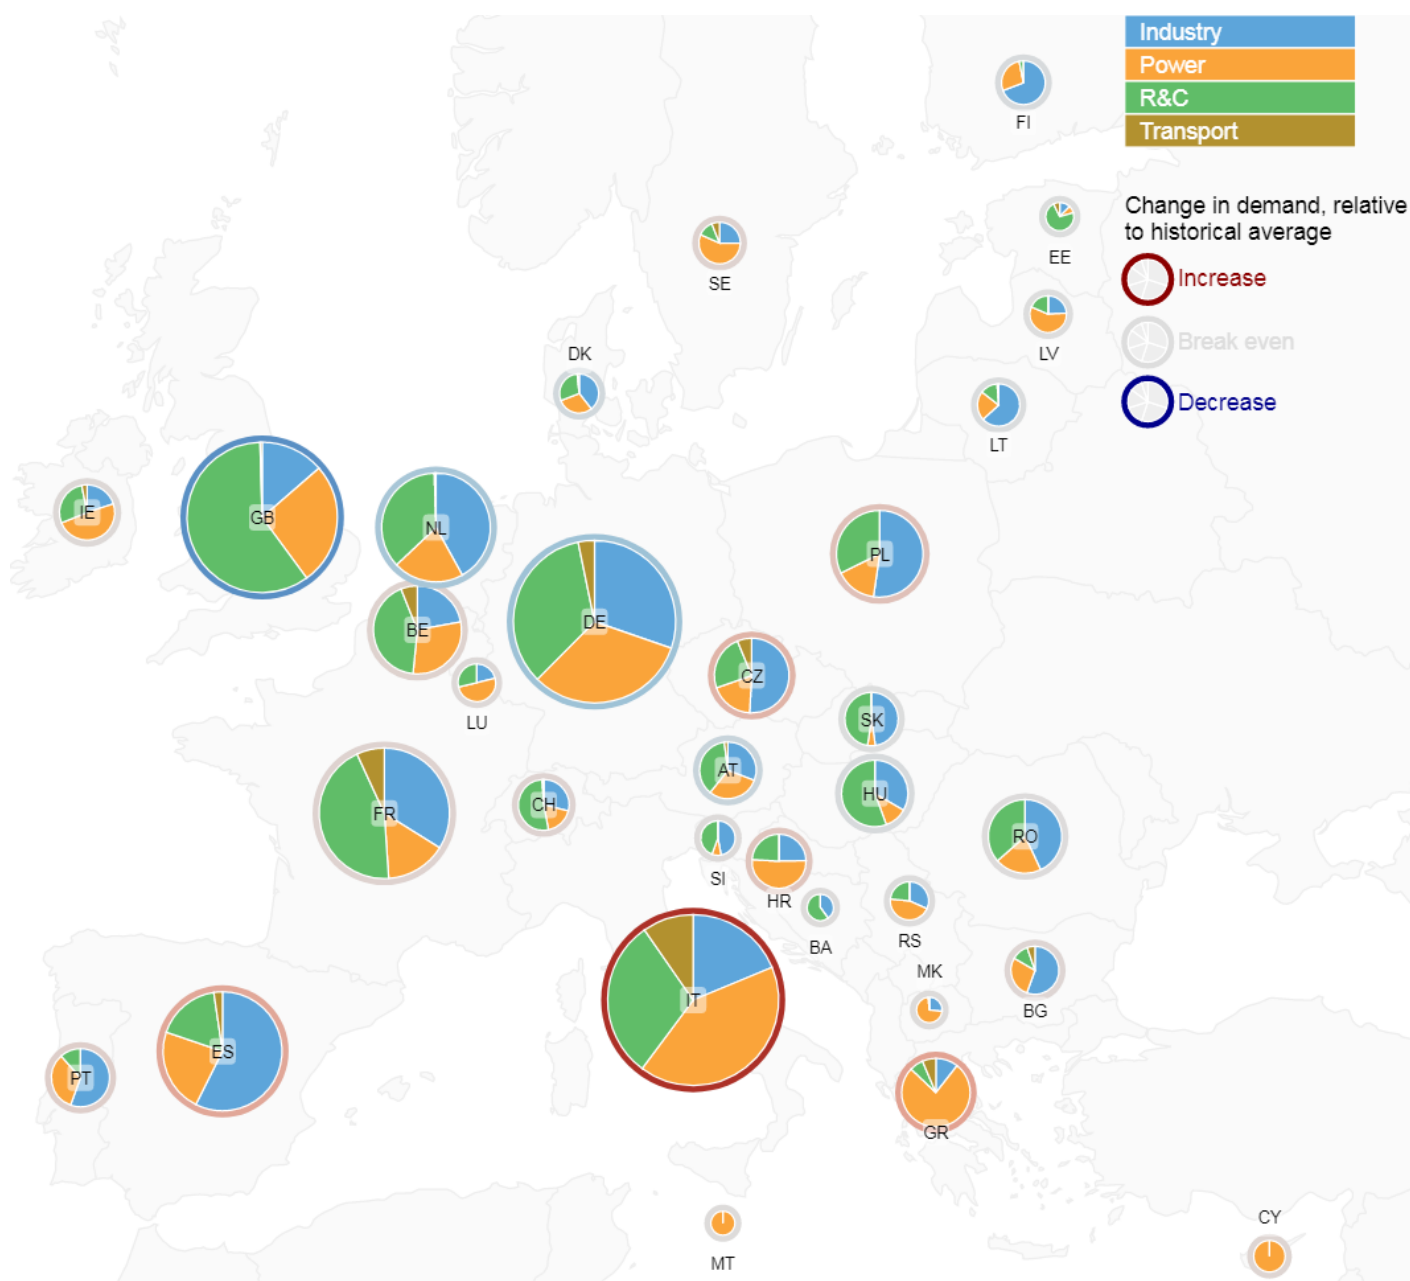 Industry
Power
R&C
Transport
Change in demand, relative
to historical average
Increase
Break even
Decrease
FI
EE
SE
LV
DK
LT
IE
GB
NL
PL
BE
DE
CZ
LU
SK
AT
HU
FR
CH
RO
SI
HR
BA
RS
MK
IT
BG
ES
PT
GR
MT
CY